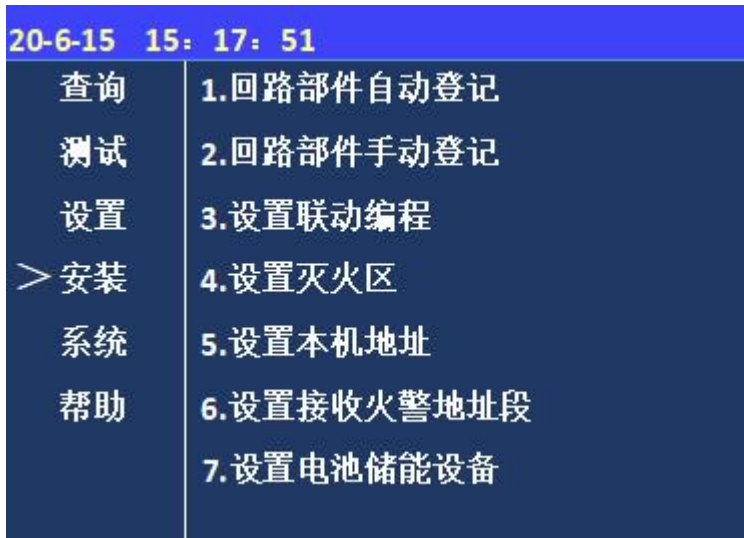 20-6-15 15：17：51
查询
测试
设置
＞安装
系统
帮助
1.回路部件自动登记
2.回路部件手动登记
3.设置联动编程
4.设置灭火区
5.设置本机地址
6.设置接收火警地址段
7.设置电池储能设备